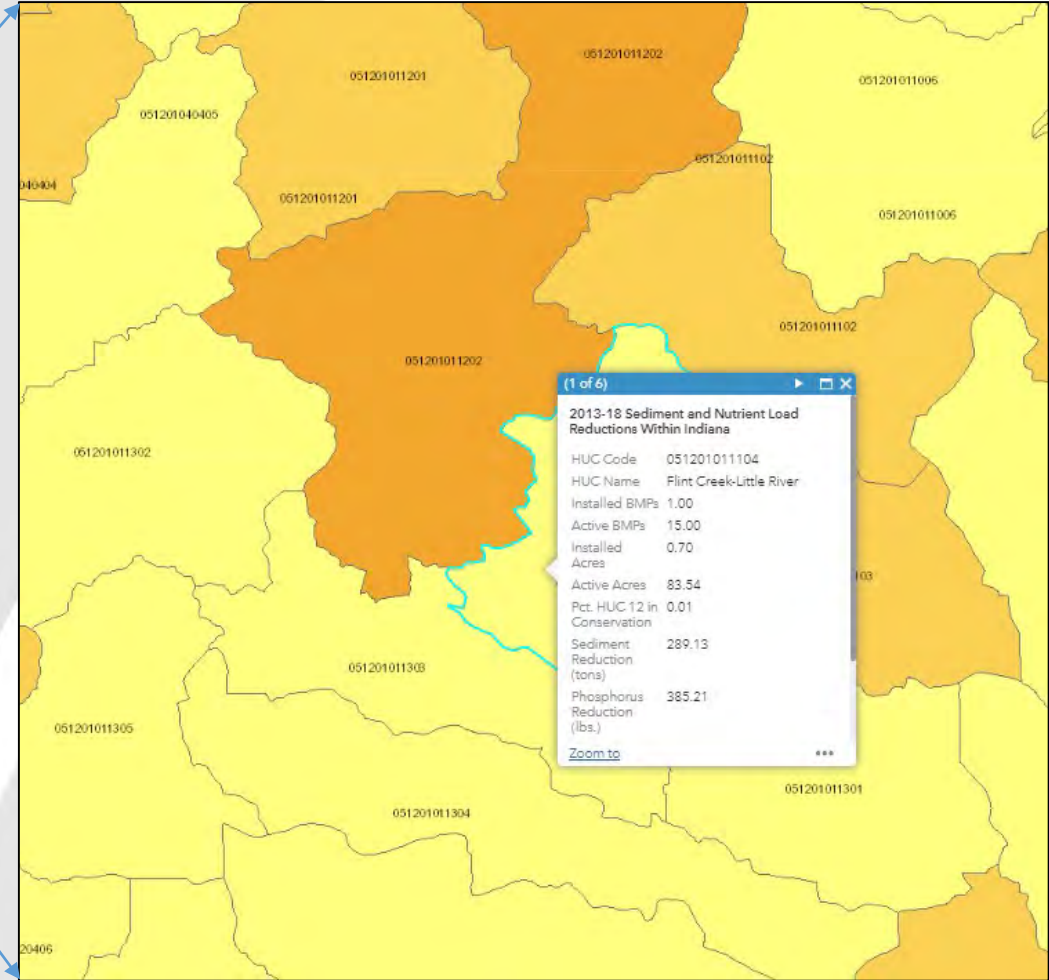 051201011202
051201011201
051201011006
051201040405
051201011102
040404
051201011201
051201011006
051201011102
051201011202
(1 of 6)
2013-18 Sediment and Nutrient Load
Reductions Within Indiana
HUC Code 051201011104
HUC Name Flint Creek-Little River
Installed BMPs 1.00
Active BMPs 15.00
Installed 0.70
Acres
Active Acres 83.54
Pct. HUC 12 in 0.01
Conservation
Sediment 289.13
Reduction
(tons)
Phosphorus 385.21
Reduction
(lbs.)
Zoom to
051201011302
103
051201011303
051201011305
051201011301
051201011304
20406